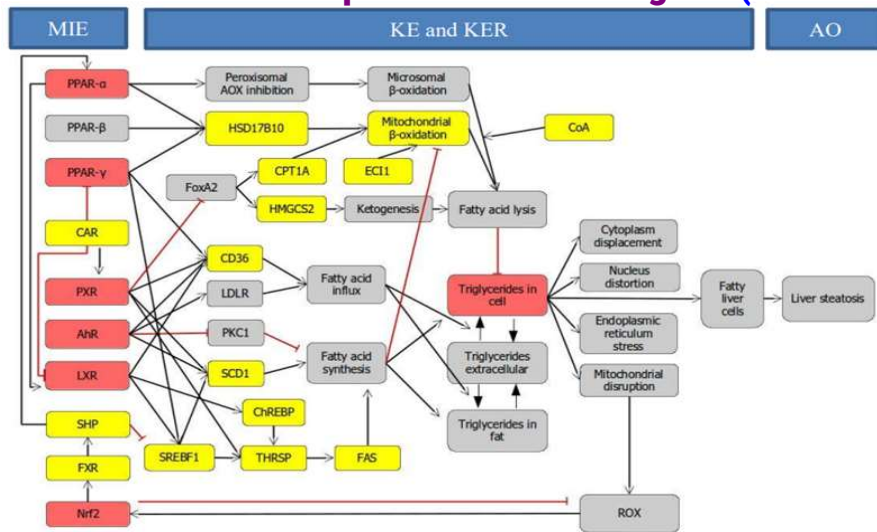 MIE
KE and KER
AO
PPAR-α
Peroxisomal
AOX inhibition
Microsomal
β-oxidation
PPAR-β
HSD17B10
Mitochondrial
β-oxidation
CoA
PPAR-γ
FoxA2
CPT1A
ECI1
HMGCS2
Ketogenesis
Fatty acid lysis
CAR
CD36
Cytoplasm
displacement
PXR
LDLR
Fatty acid
influx
Triglycerides in
cell
Nucleus
distortion
Fatty
liver
cells
Liver steatosis
AhR
PKC1
Endoplasmic
reticulum
stress
LXR
SCD1
Fatty acid
synthesis
Triglycerides
extracellular
Mitochondrial
disruption
SHP
ChREBP
Triglycerides
in fat
FXR
SREBF1
THRSP
FAS
Nrf2
ROX